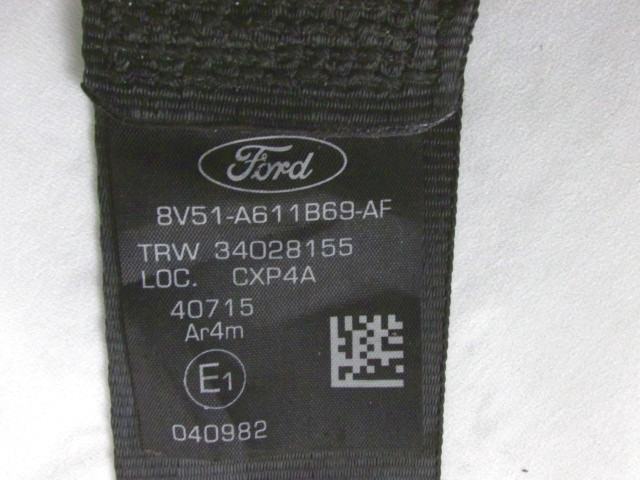 Ford
8V51-A611B69-AF
TRW 34028155
LOC. CXP4A
40715
Ar4m
E1
040982